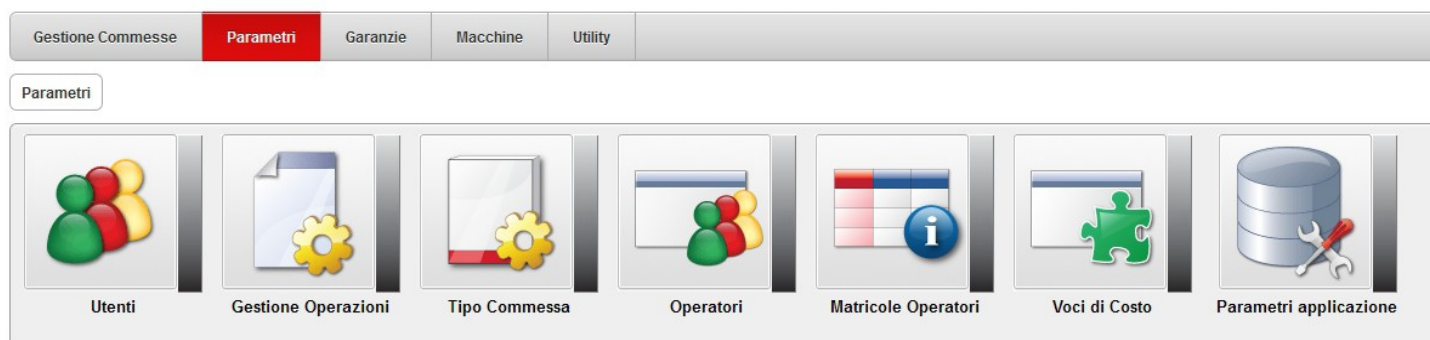 Gestione Commesse Parametri Garanzie Macchine Utility
Parametri
Utenti Gestione Operazioni Tipo Commessa Operatori Matricole Operatori Voci di Costo Parametri applicazione